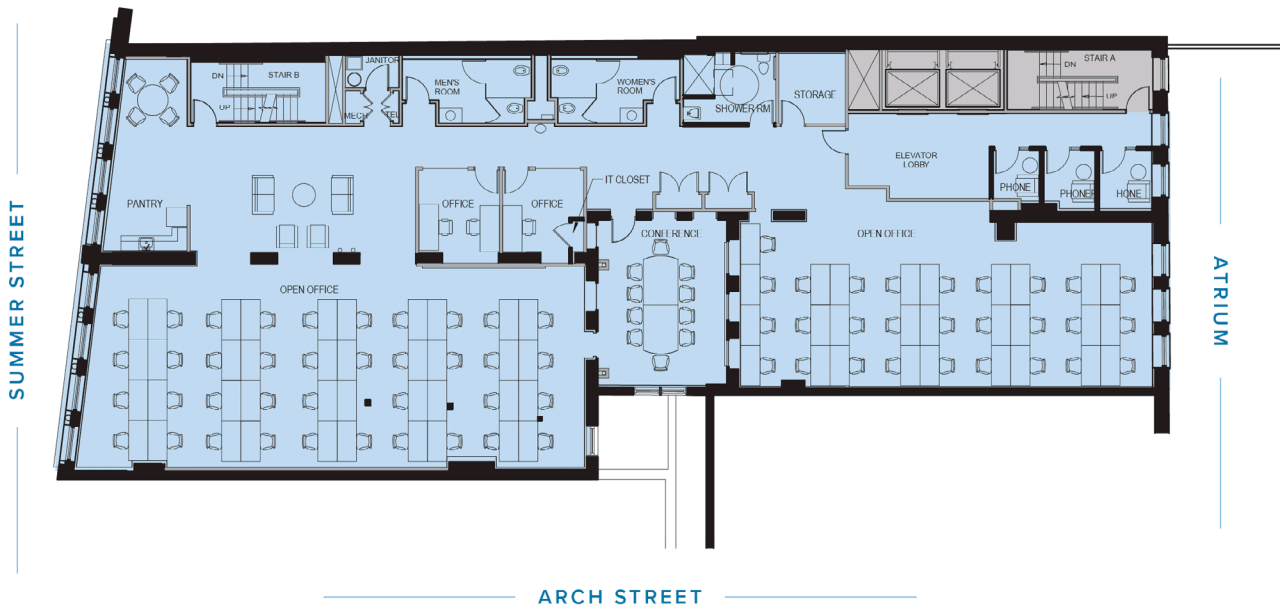 JANITOR
DN
STAIR B
UP
MECH
TEL
MEN'S
ROOM
WOMEN'S
ROOM
SHOWER RM
STORAGE
STAIR A
DN
UP
ELEVATOR
LOBBY
PHONE
PHONE
HONE
IT CLOSET
PANTRY
OFFICE
OFFICE
CONFERENCE
OPEN OFFICE
OPEN OFFICE
SUMMER STREET
ATRIUM
ARCH STREET